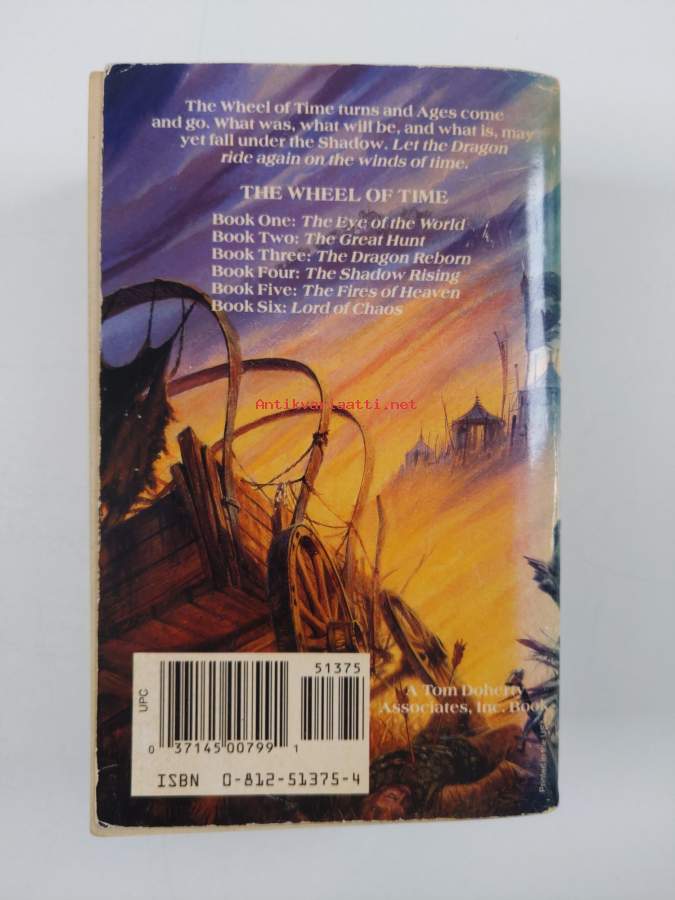 The Wheel of Time turns and Ages come
and go. What was, what will be, and what is, may
yet fall under the Shadow. Let the Dragon
ride again on the winds of time.
THE WHEEL OF TIME
Book One: The Eye of the World
Book Two: The Great Hunt
Book Three: The Dragon Reborn
Book Four: The Shadow Rising
Book Five: The Fires of Heaven
Book Six: Lord of Chaos
Antikvariaatti.net
A Tom Doherty
Associates, Inc. Book
Printed in the USA
51375
UPC
0 37145 00799 1
ISBN 0-812-51375-4